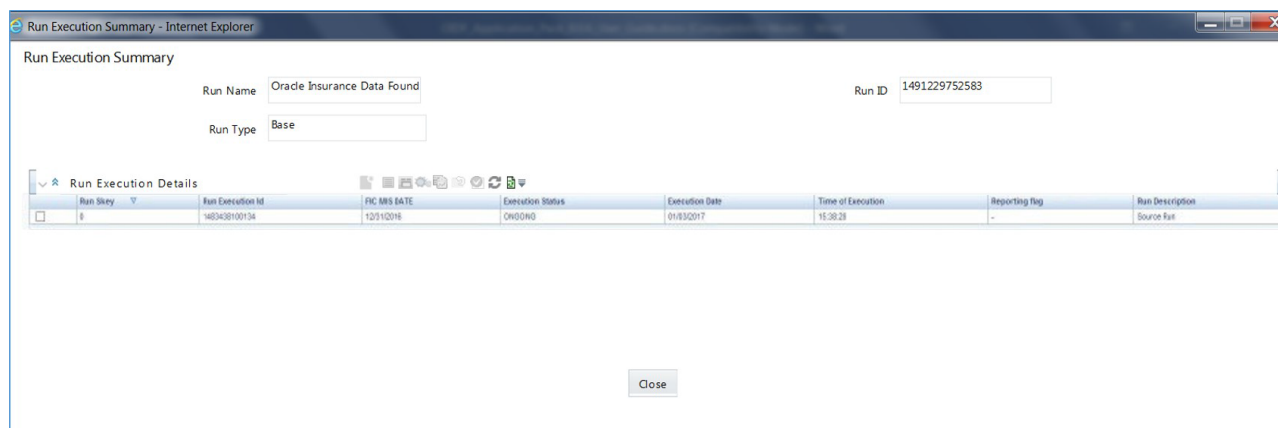 Run Execution Summary - Internet Explorer
Run Execution Summary
Run Name Oracle Insurance Data Found Run ID 1491229752583
Run Type Base
Run Execution Details
Run Skey Run Execution Id FIC MIS DATE Execution Status Execution Date Time of Execution Reporting flag Run Description
12/31/2016 ONGOING 01/03/2017 15:38:28 - Source Run
Close